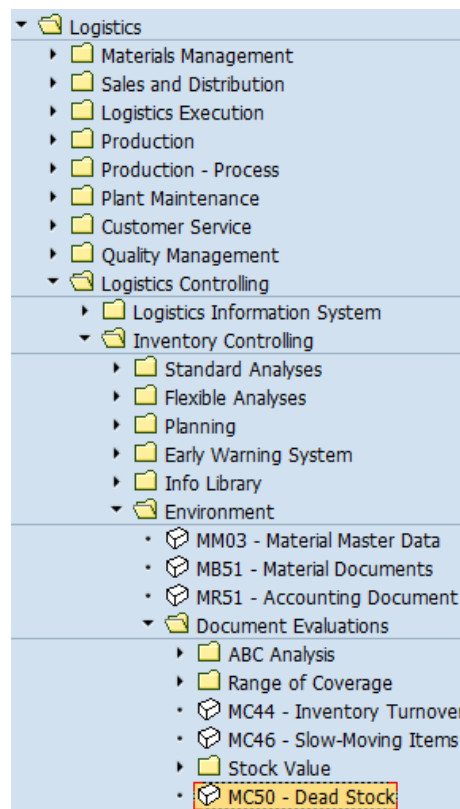 Logistics
Materials Management
Sales and Distribution
Logistics Execution
Production
Production - Process
Plant Maintenance
Customer Service
Quality Management
Logistics Controlling
Logistics Information System
Inventory Controlling
Standard Analyses
Flexible Analyses
Planning
Early Warning System
Info Library
Environment
MM03 - Material Master Data
MB51 - Material Documents
MR51 - Accounting Document
Document Evaluations
ABC Analysis
Range of Coverage
MC44 - Inventory Turnover
MC46 - Slow-Moving Items
Stock Value
MC50 - Dead Stock